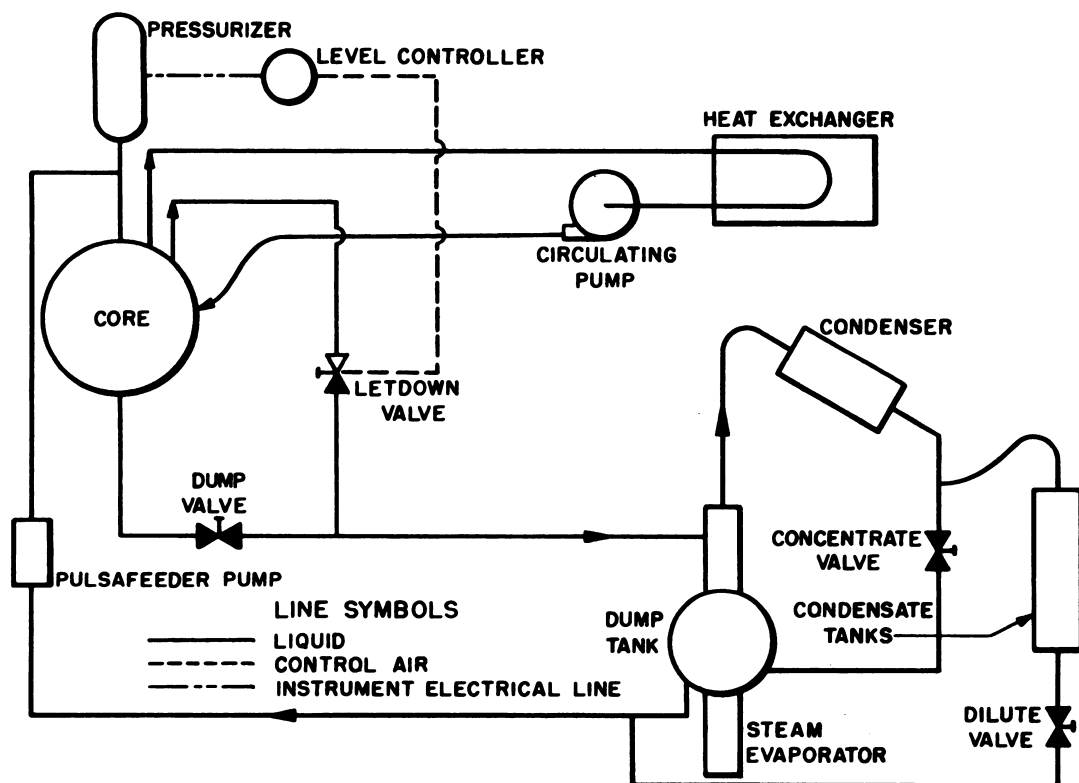 PRESSURIZER
LEVEL CONTROLLER
HEAT EXCHANGER
CIRCULATING
PUMP
CORE
CONDENSER
LETDOWN
VALVE
DUMP
VALVE
CONCENTRATE
VALVE
PULSAFEEDER PUMP
LINE SYMBOLS
LIQUID
CONTROL AIR
INSTRUMENT ELECTRICAL LINE
DUMP
TANK
CONDENSATE
TANKS
STEAM
EVAPORATOR
DILUTE
VALVE